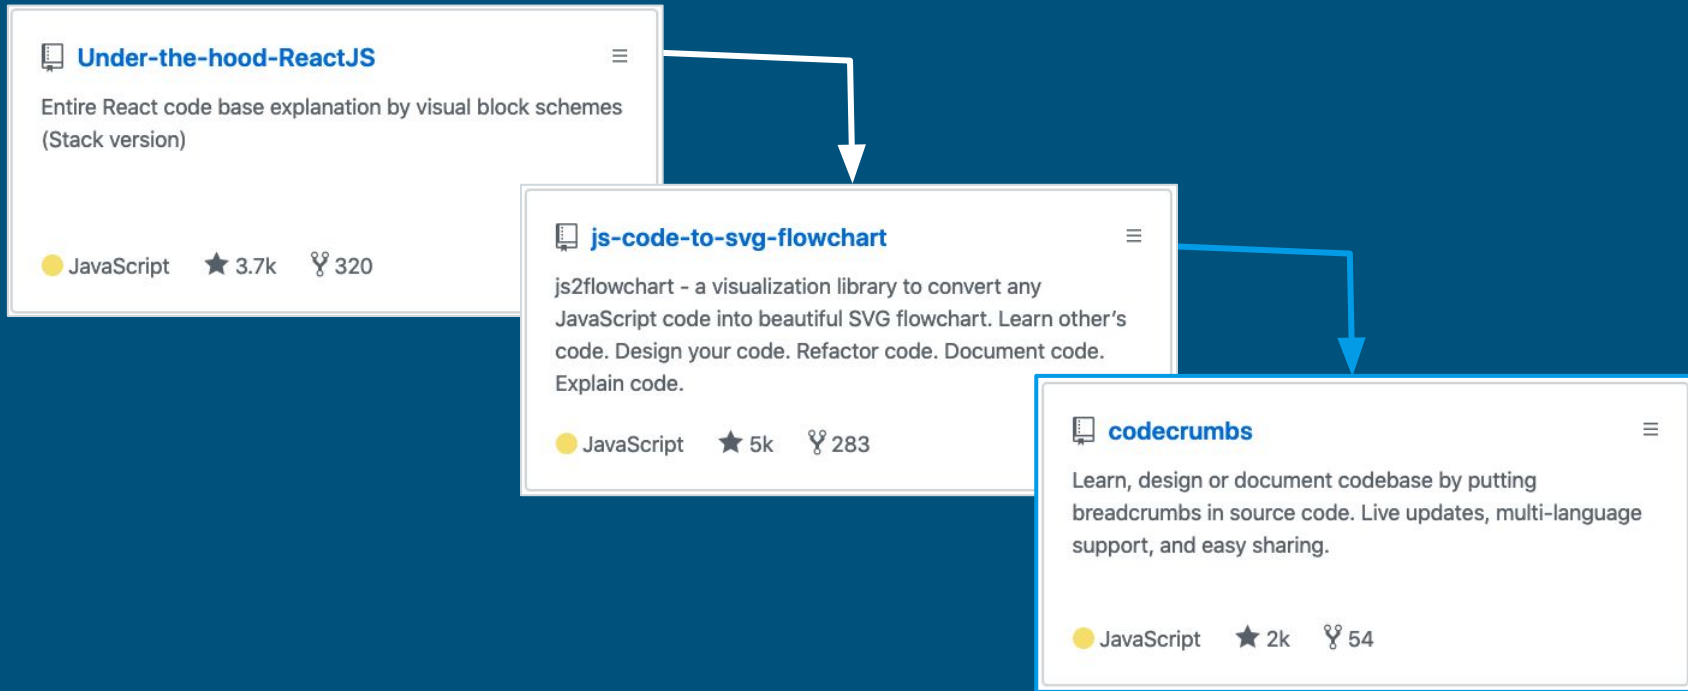 Under-the-hood-ReactJS
Entire React code base explanation by visual block schemes
(Stack version)
JavaScript 3.7k 320
js-code-to-svg-flowchart
js2flowchart - a visualization library to convert any
JavaScript code into beautiful SVG flowchart. Learn other’s
code. Design your code. Refactor code. Document code.
Explain code.
JavaScript 5k 283
codecrumbs
Learn, design or document codebase by putting
breadcrumbs in source code. Live updates, multi-language
support, and easy sharing.
JavaScript 2k 54